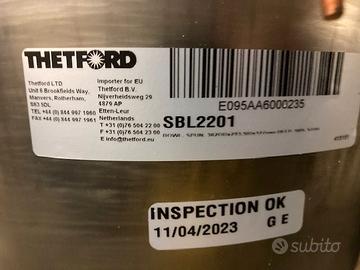 THETFORD
Thetford LTD
Unit 6 Brookfields Way,
Manvers, Rotherham,
S63 5DL
TEL +44 (0) 844 997 1960
FAX +44 (0) 844 997 1961
Importer for EU
Thetford B.V.
Nijverheidsweg 29
4879 AP
Etten-Leur
Netherlands
T +31 (0)76 504 22 00
F +31 (0)76 504 23 00
E info@thetford.eu
E095AA6000235
SBL2201
INSPECTION OK
11/04/2023 G E
subito